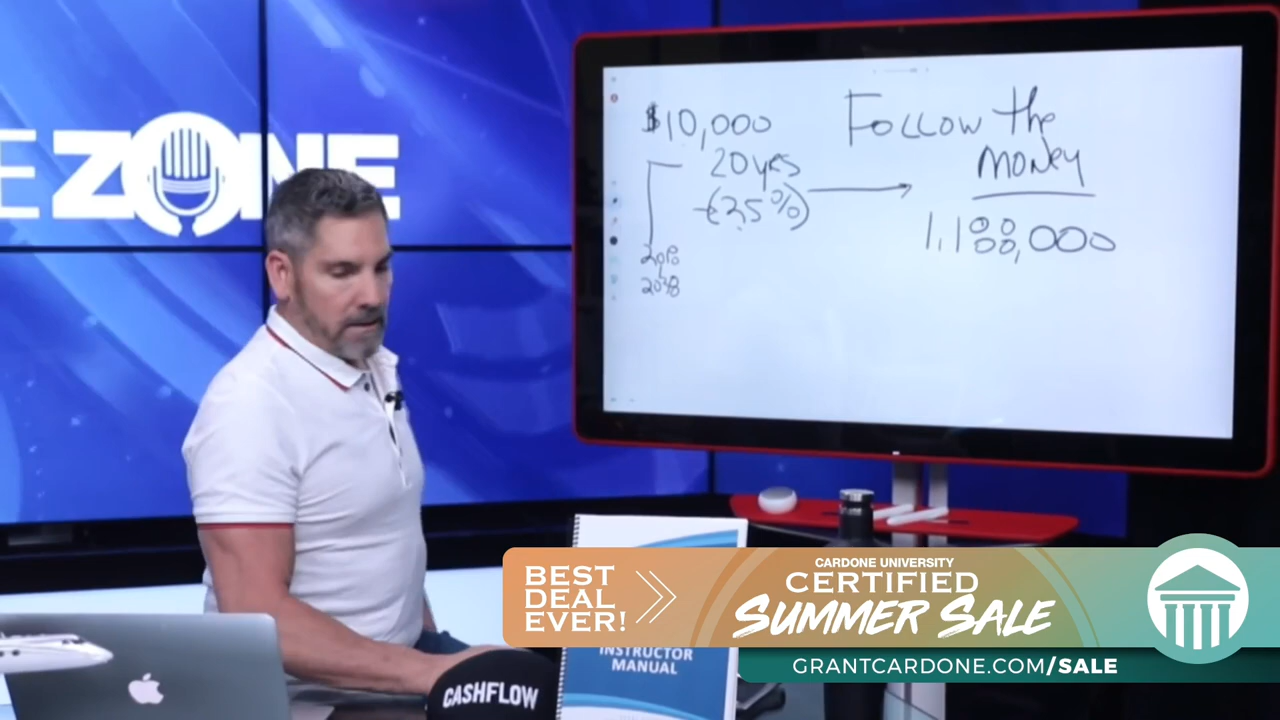 E ZONE
$10,000
20 yrs
(25%)
2018
2038
Follow the
money
1,100,000
BEST
DEAL
EVER!
CARDONE UNIVERSITY
CERTIFIED
SUMMER SALE
GRANTCARDONE.COM/SALE
INSTRUCTOR
MANUAL
CASHFLOW